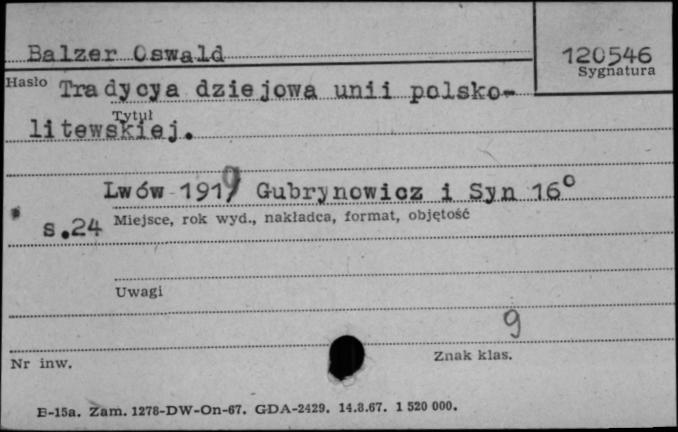 Balzer Oswald
120546
Sygnatura
Hasło Tradycya dziejowa unii polsko-
Tytuł
litewskiej.
Lwów 1919 Gubrynowicz i Syn 16°
s.24 Miejsce, rok wyd., nakładca, format, objętość
Uwagi
9
Nr inw.
Znak klas.
B-15a. Zam. 1278-DW-On-67. GDA-2429. 14.8.67. 1 520 000.